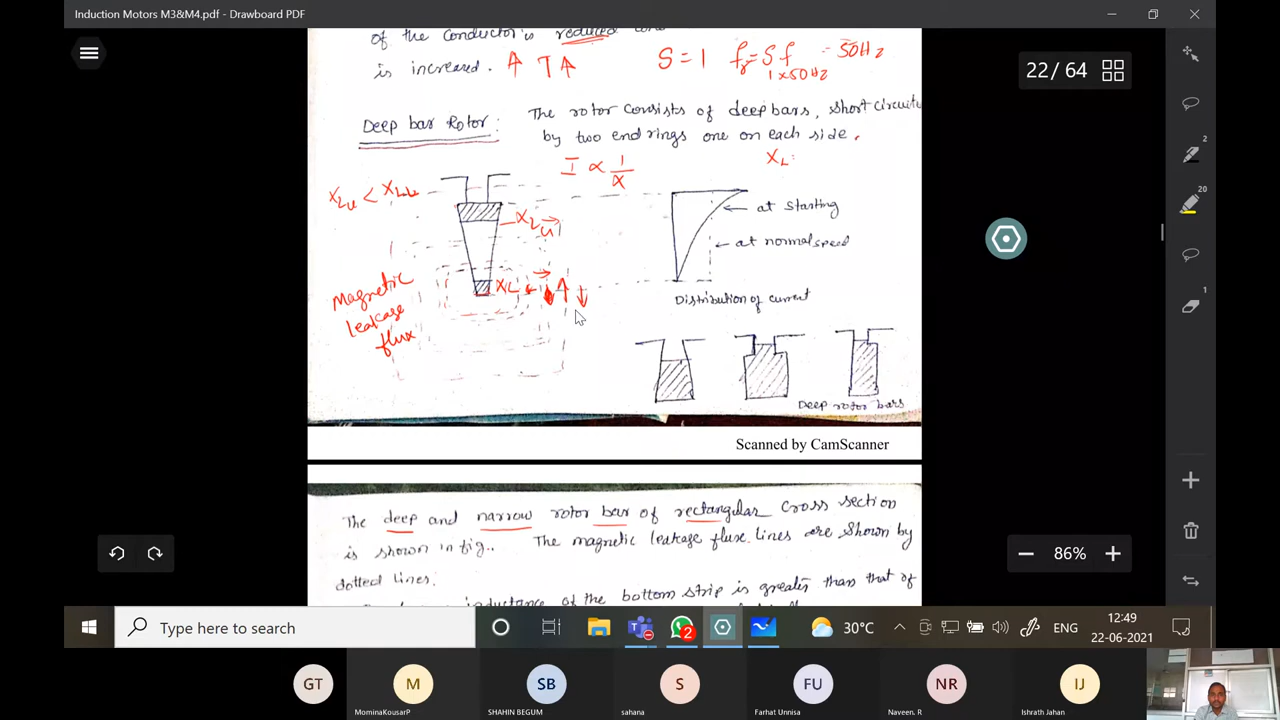 Induction Motors M3&M4.pdf - Drawboard PDF
of the conductor is reduced
is increased.
S = 1 fr = Sf = 50Hz
1 x 50Hz
22 / 64
Deep bar Rotor:
The rotor consists of deep bars, short circuite
by two end rings one on each side.
I ∝ 1/X
XL=
at starting
at normal speed
Magnetic
leakage
flux
Distribution of current
Deep rotor bars
Scanned by CamScanner
The deep and narrow rotor bar of rectangular cross section
is shown in fig.. The magnetic leakage flux lines are shown by
dotted lines.
inductance of the bottom strip is greater than that of
86%
Type here to search
2
30°C
ENG
12:49
22-06-2021
GT
M
SB
S
FU
NR
IJ
MominaKousarP
SHAHIN BEGUM
sahana
Farhat Unnisa
Naveen. R
Ishrath Jahan